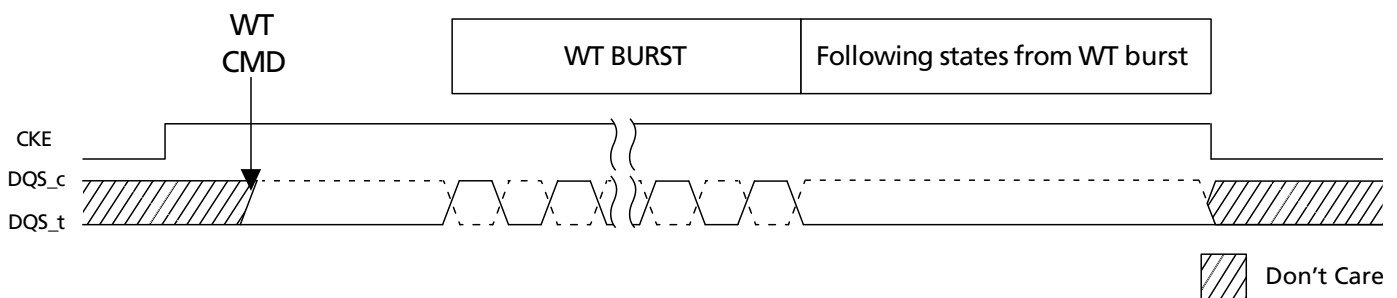 WT
CMD
WT BURST
Following states from WT burst
CKE
DQS_c
DQS_t
Don't Care